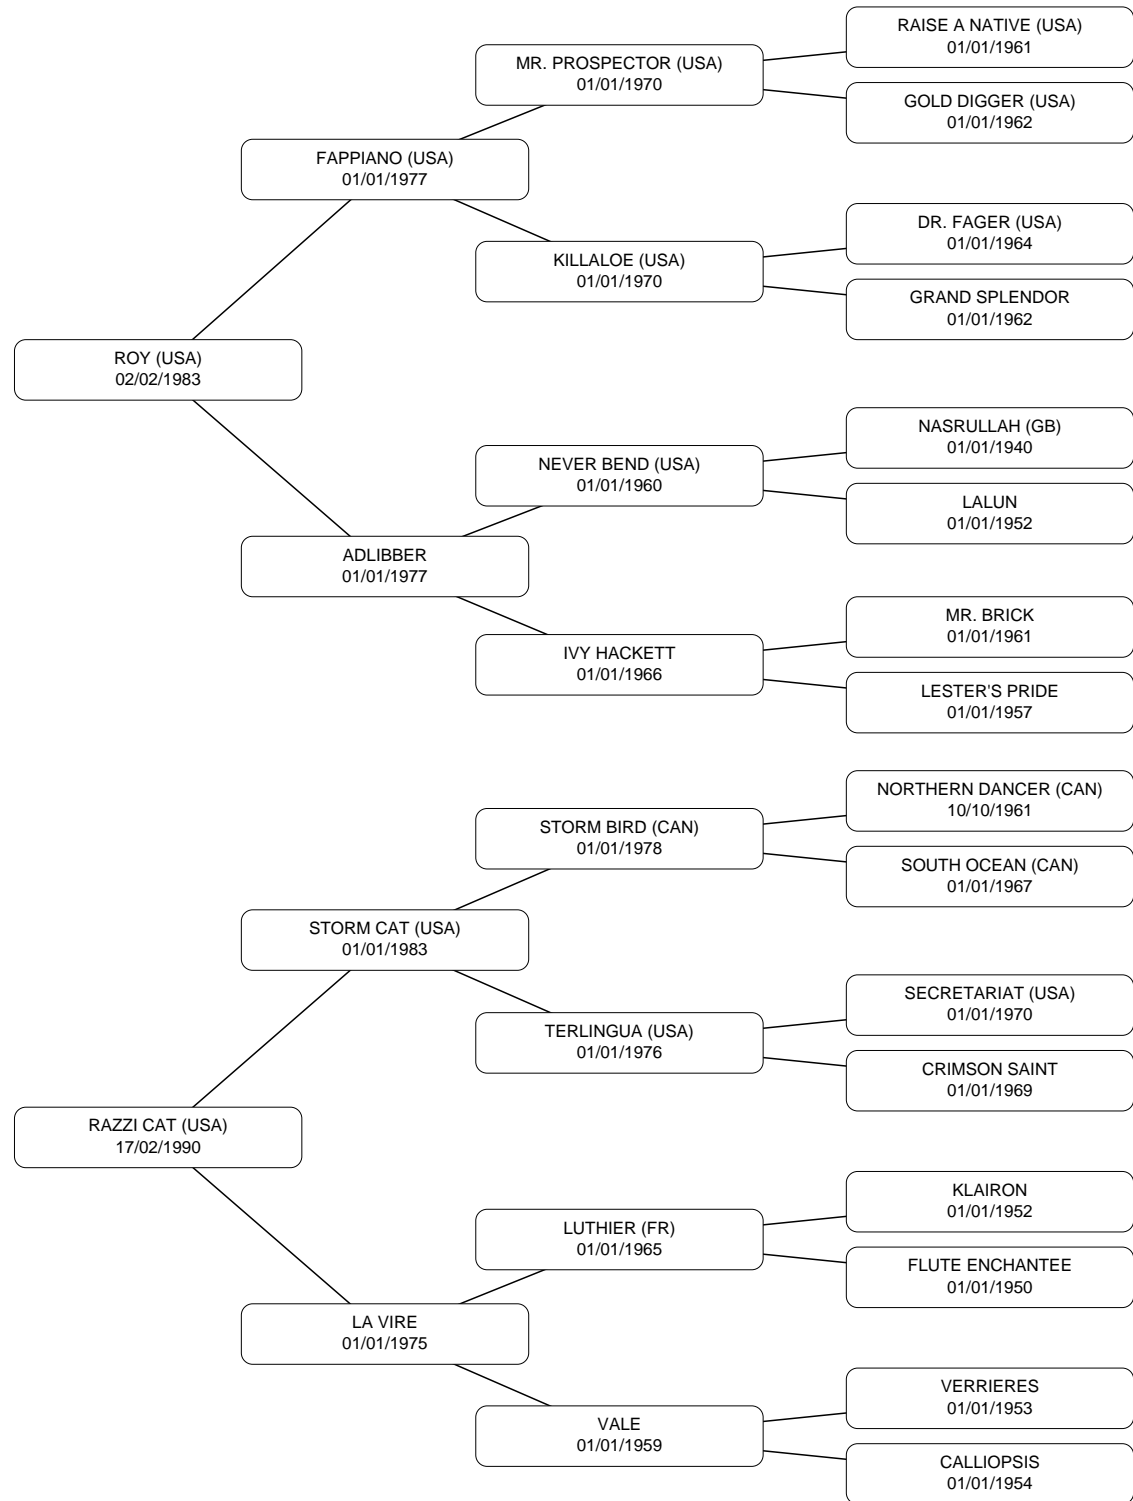 RAISE A NATIVE (USA)
01/01/1961
MR. PROSPECTOR (USA)
01/01/1970
GOLD DIGGER (USA)
01/01/1962
FAPPIANO (USA)
01/01/1977
DR. FAGER (USA)
01/01/1964
KILLALOE (USA)
01/01/1970
GRAND SPLENDOR
01/01/1962
ROY (USA)
02/02/1983
NASRULLAH (GB)
01/01/1940
NEVER BEND (USA)
01/01/1960
LALUN
01/01/1952
ADLIBBER
01/01/1977
MR. BRICK
01/01/1961
IVY HACKETT
01/01/1966
LESTER'S PRIDE
01/01/1957
NORTHERN DANCER (CAN)
10/10/1961
STORM BIRD (CAN)
01/01/1978
SOUTH OCEAN (CAN)
01/01/1967
STORM CAT (USA)
01/01/1983
SECRETARIAT (USA)
01/01/1970
TERLINGUA (USA)
01/01/1976
CRIMSON SAINT
01/01/1969
RAZZI CAT (USA)
17/02/1990
KLAIRON
01/01/1952
LUTHIER (FR)
01/01/1965
FLUTE ENCHANTEE
01/01/1950
LA VIRE
01/01/1975
VERRIERES
01/01/1953
VALE
01/01/1959
CALLIOPSIS
01/01/1954